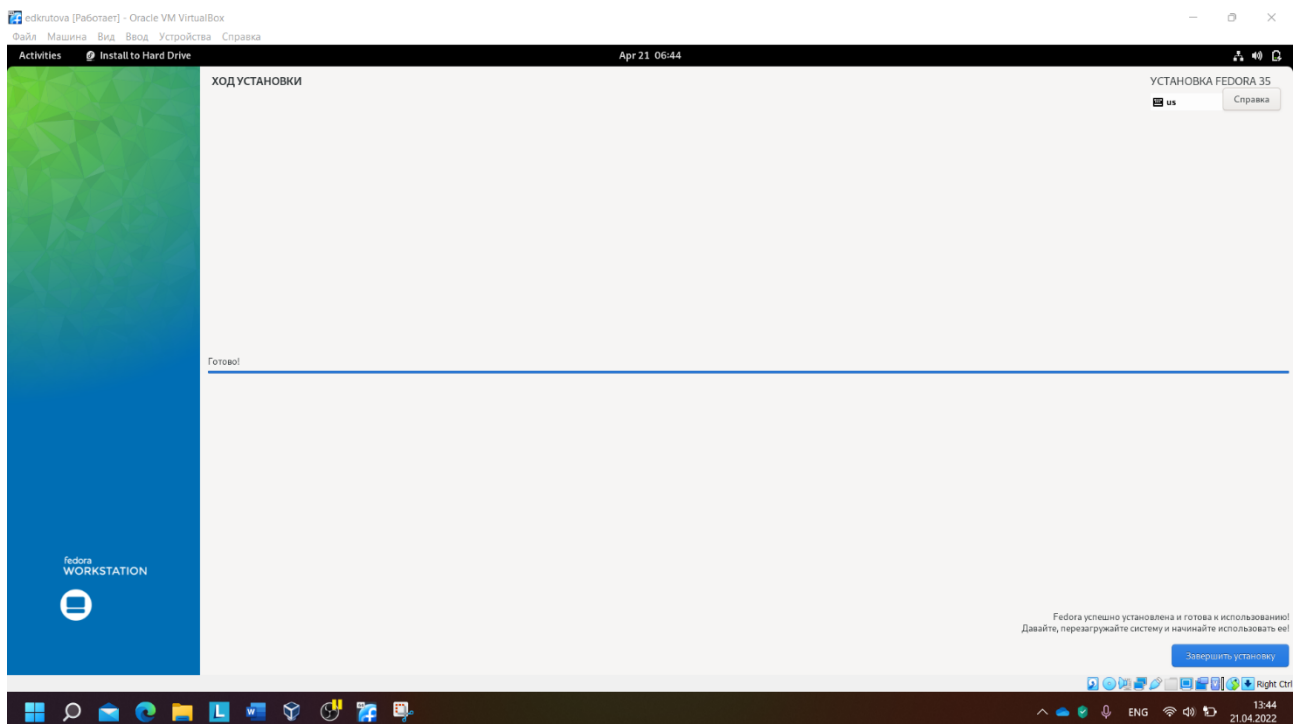 edkrutova [Работает] - Oracle VM VirtualBox
Файл Машина Вид Ввод Устройства Справка
Activities Install to Hard Drive Apr 21 06:44
ХОД УСТАНОВКИ
УСТАНОВКА FEDORA 35
us
Справка
Готово!
fedora
WORKSTATION
Fedora успешно установлена и готова к использованию!
Давайте, перезагружайте систему и начинайте использовать ее!
Завершить установку
Right Ctrl
L W ENG 13:44
21.04.2022